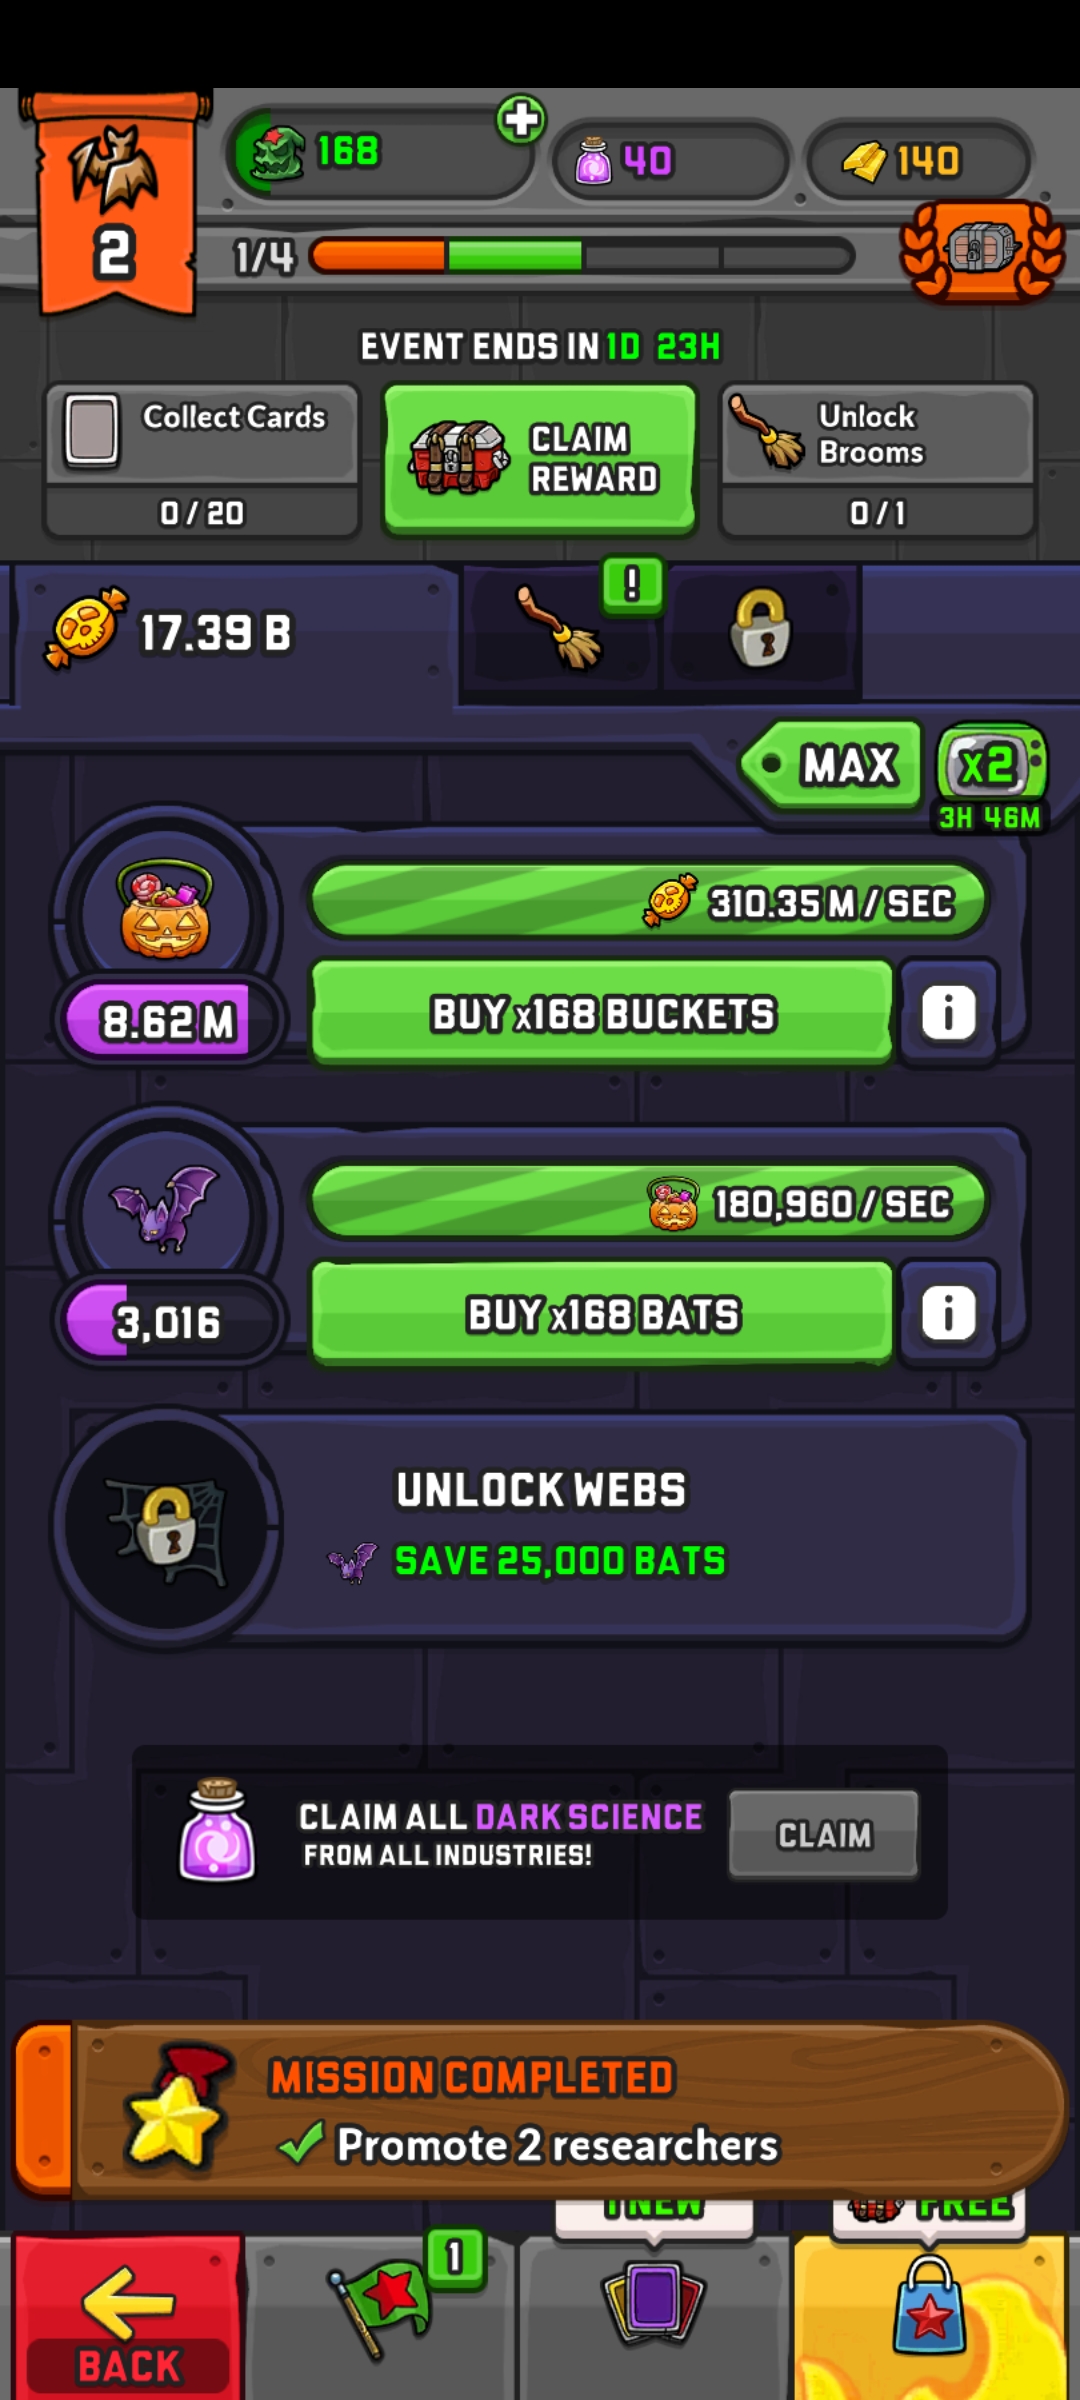 168
40
140
2
1/4
EVENT ENDS IN 1D 23H
Collect Cards
0 / 20
CLAIM
REWARD
Unlock
Brooms
0 / 1
17.39 B
!
MAX
x2
3H 46M
310.35 M / SEC
8.62 M
BUY x168 BUCKETS
i
180,960 / SEC
3,016
BUY x168 BATS
i
UNLOCK WEBS
SAVE 25,000 BATS
CLAIM ALL DARK SCIENCE
FROM ALL INDUSTRIES!
CLAIM
MISSION COMPLETED
Promote 2 researchers
1 NEW
FREE
1
BACK